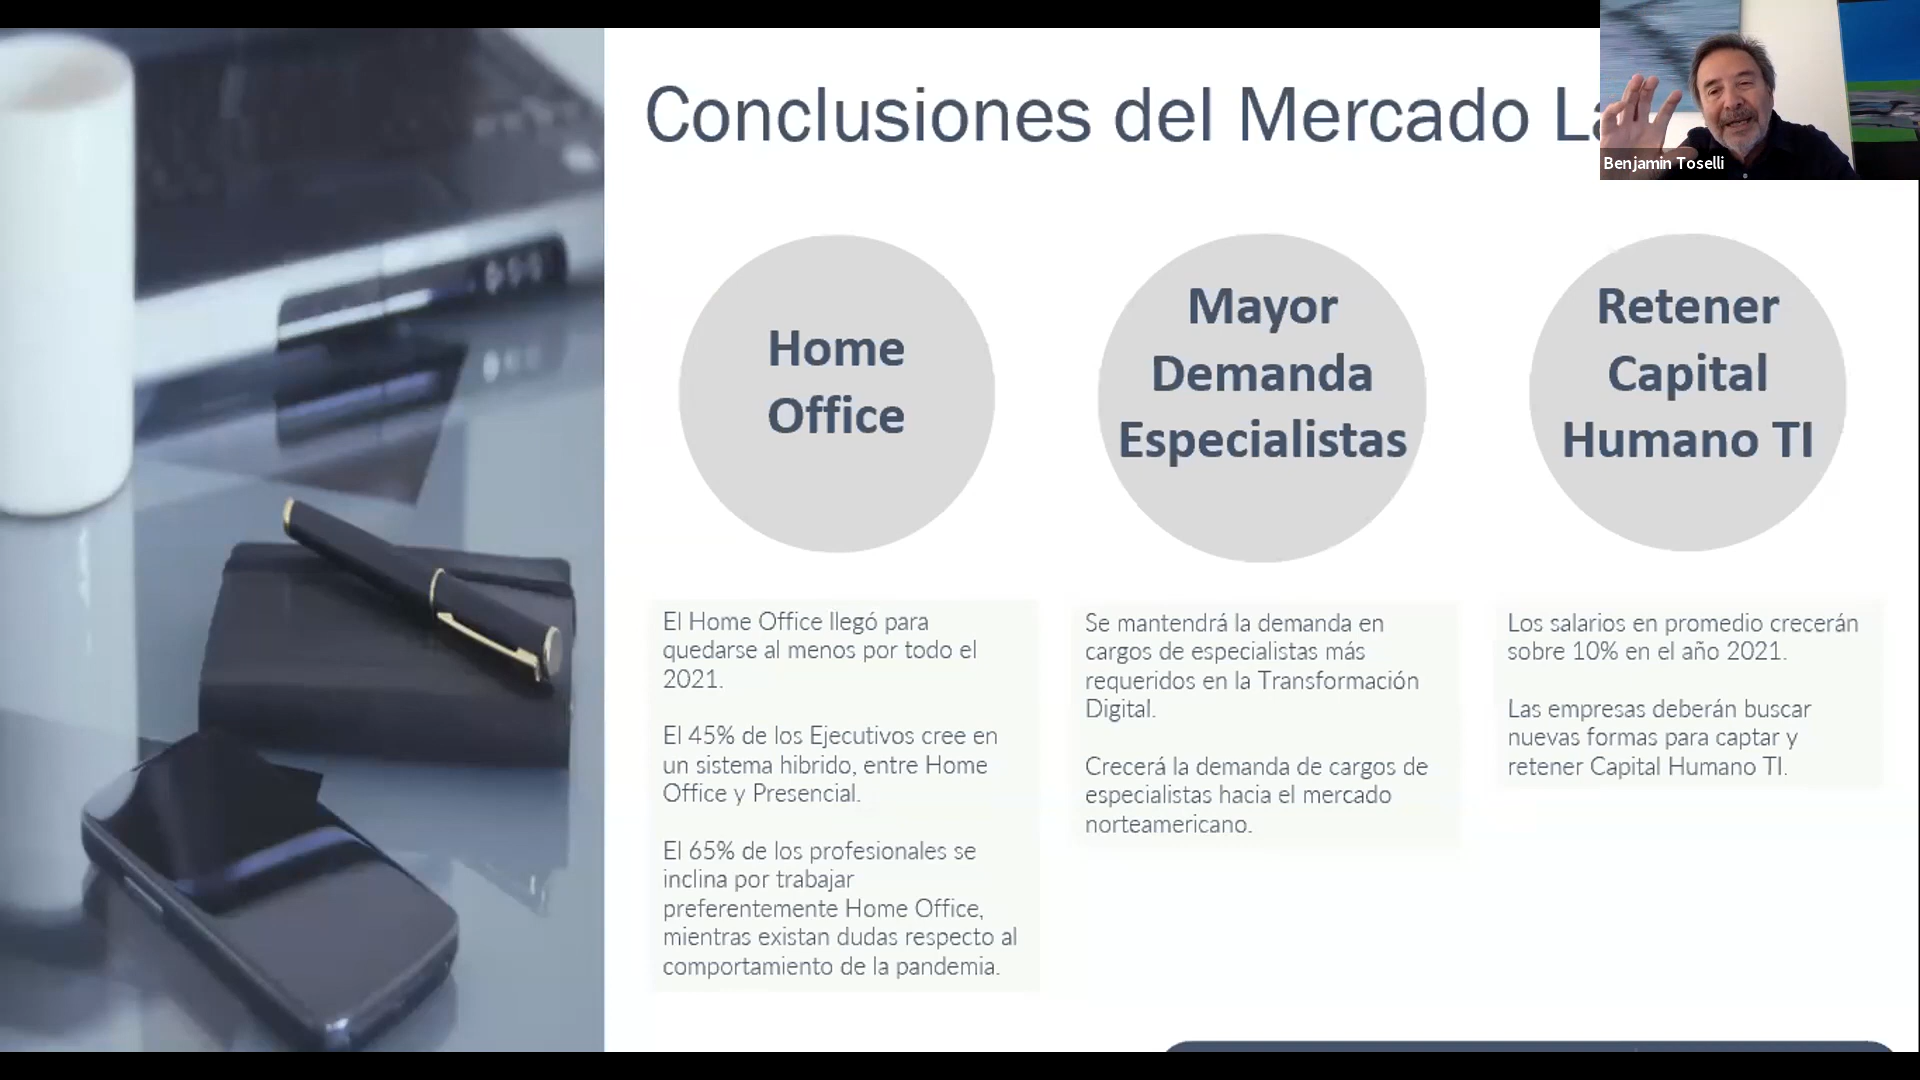 Conclusiones del Mercado
Benjamin Toselli
Home
Office
Mayor
Demanda
Especialistas
Retener
Capital
Humano TI
El Home Office llegó para
quedarse al menos por todo el
2021.
El 45% de los Ejecutivos cree en
un sistema hibrido, entre Home
Office y Presencial.
El 65% de los profesionales se
inclina por trabajar
preferentemente Home Office,
mientras existan dudas respecto al
comportamiento de la pandemia.
Se mantendrá la demanda en
cargos de especialistas más
requeridos en la Transformación
Digital.
Crecerá la demanda de cargos de
especialistas hacia el mercado
norteamericano.
Los salarios en promedio crecerán
sobre 10% en el año 2021.
Las empresas deberán buscar
nuevas formas para captar y
retener Capital Humano TI.